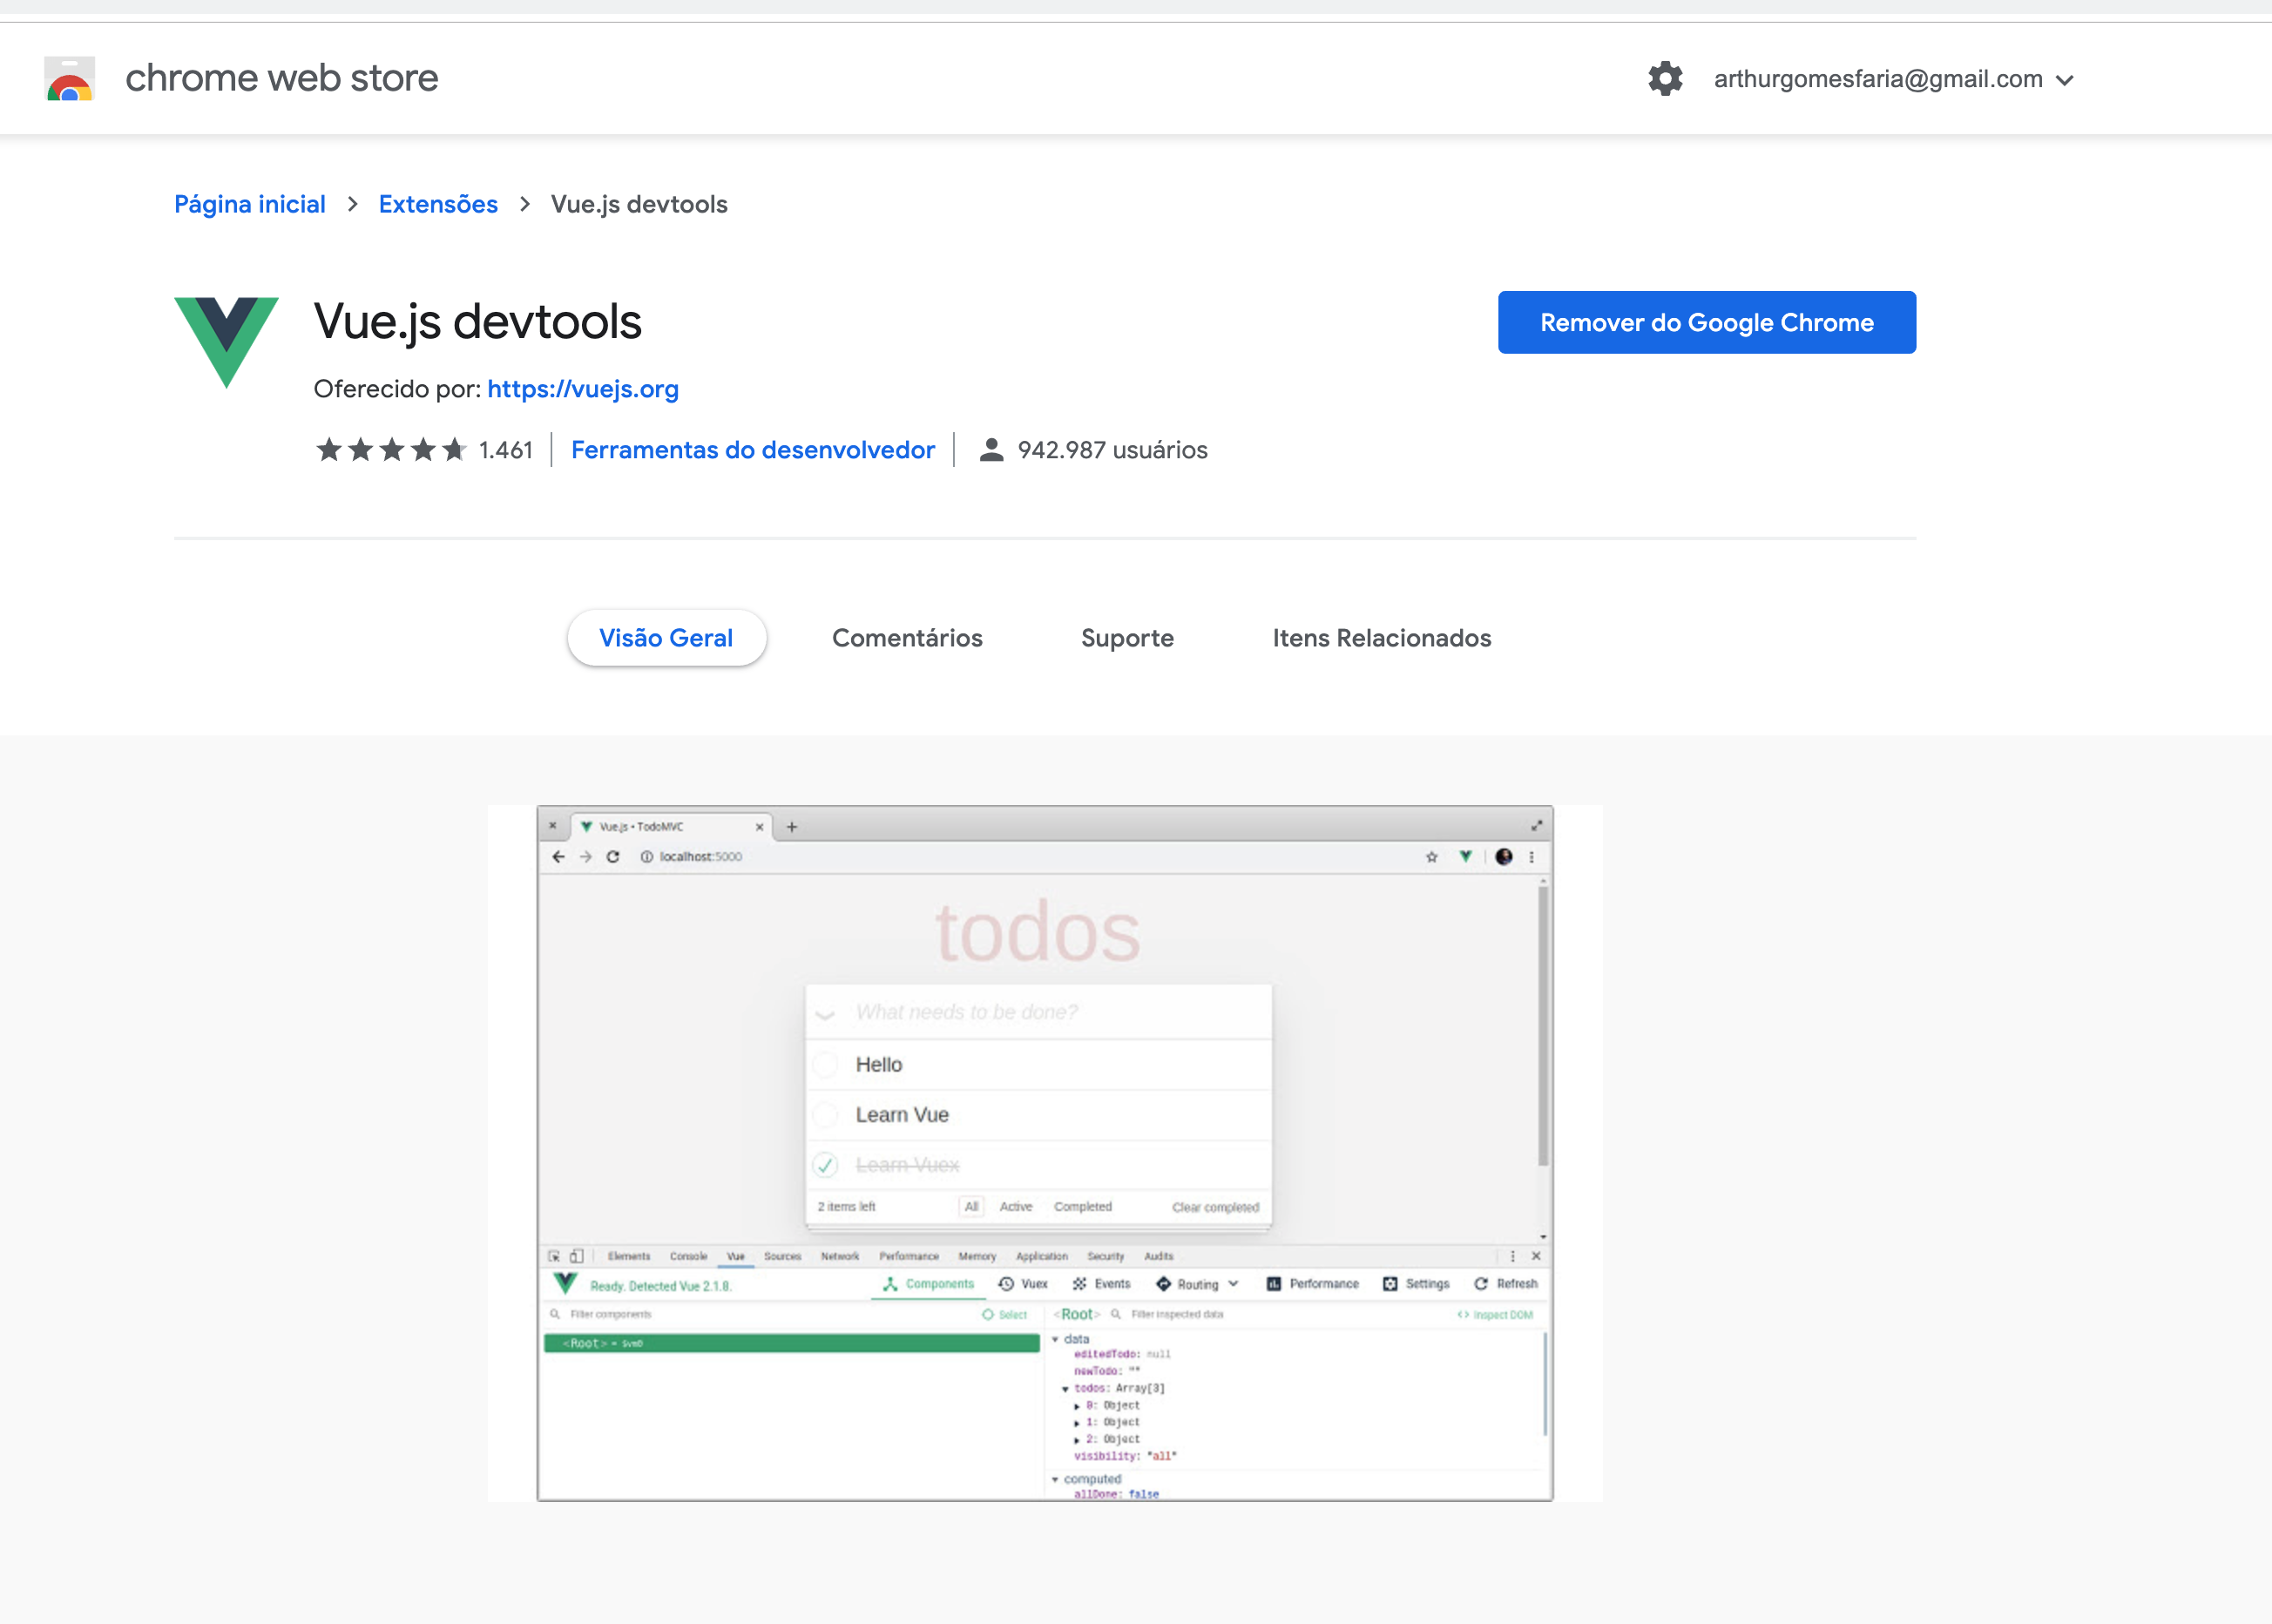 chrome web store
arthurgomesfaria@gmail.com
Página inicial > Extensões > Vue.js devtools
Vue.js devtools
Remover do Google Chrome
Oferecido por: https://vuejs.org
1.461 | Ferramentas do desenvolvedor | 942.987 usuários
Visão Geral
Comentários
Suporte
Itens Relacionados
Vue.js • TodoMVC
localhost:5000
todos
What needs to be done?
Hello
Learn Vue
Learn Vuex
2 items left All Active Completed Clear completed
Elements Console Vue Sources Network Performance Memory Application Security Audits
Ready. Detected Vue 2.1.8.
Components Vuex Events Routing Performance Settings Refresh
Filter components Select
<Root> Filter inspected data <> Inspect DOM
<Root> = $vm0
data
editedTodo: null
newTodo: ""
todos: Array[3]
0: Object
1: Object
2: Object
visibility: "all"
computed
allDone: false